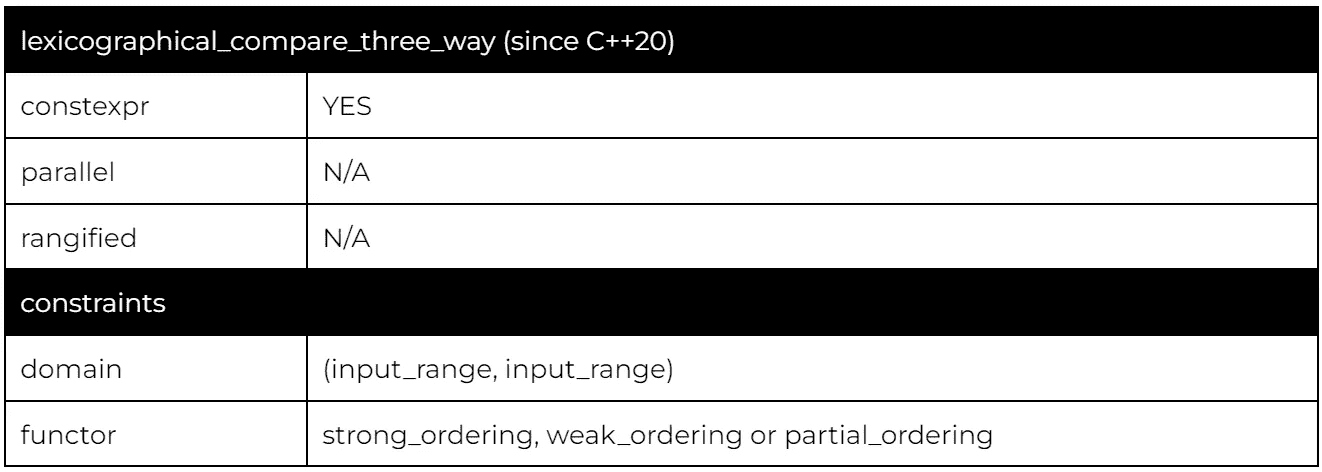 lexicographical_compare_three_way (since C++20)
constexpr YES
parallel N/A
rangified N/A
constraints
domain (input_range, input_range)
functor strong_ordering, weak_ordering or partial_ordering